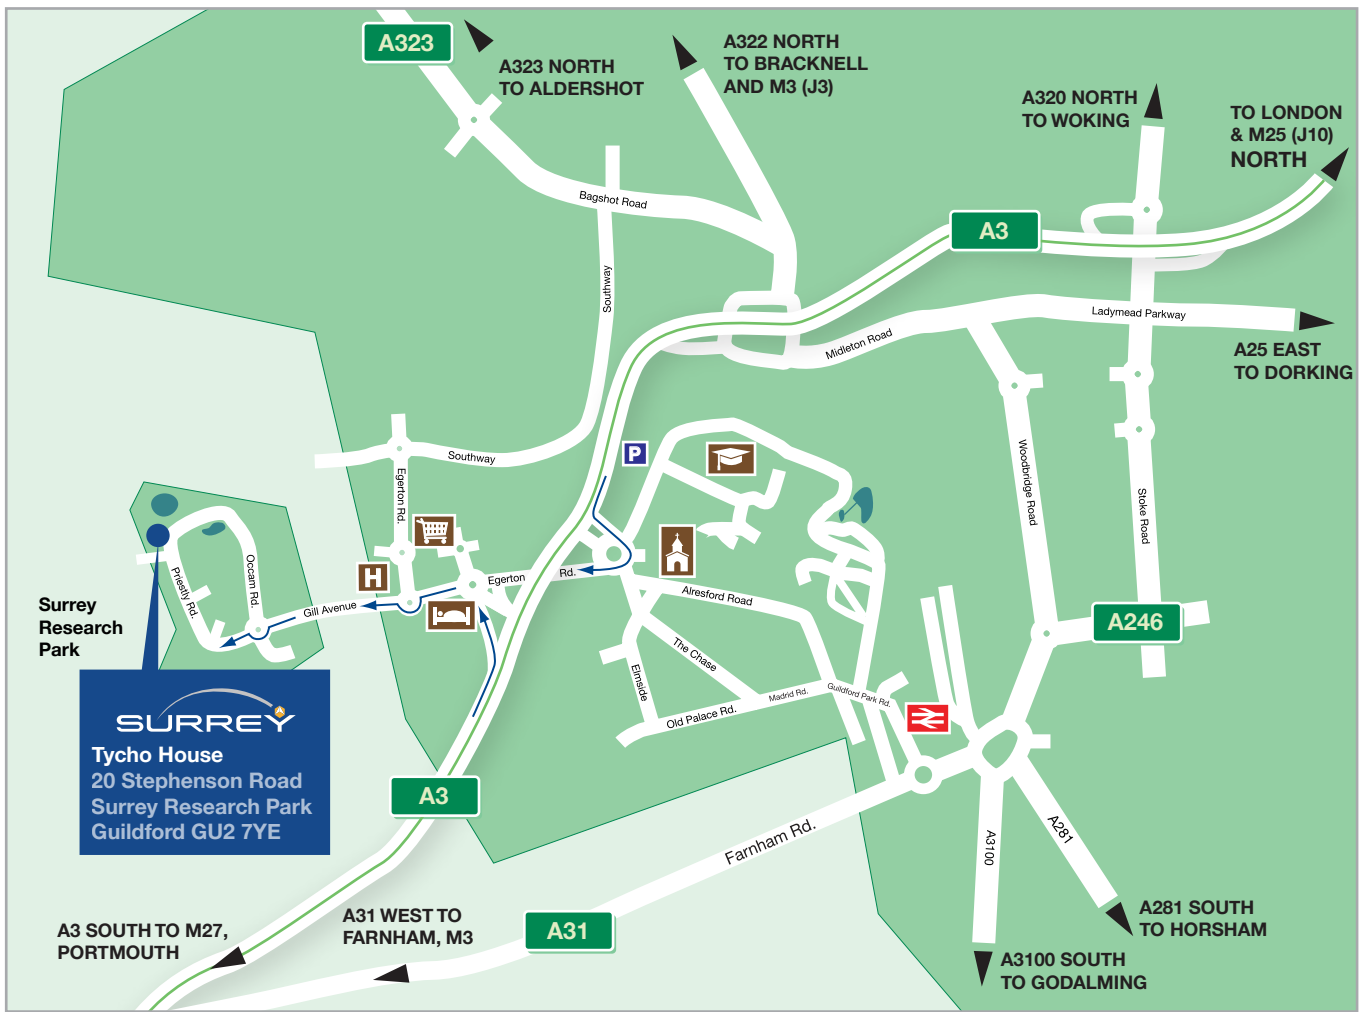 A323
A323 NORTH
TO ALDERSHOT
A322 NORTH
TO BRACKNELL
AND M3 (J3)
A320 NORTH
TO WOKING
TO LONDON
& M25 (J10)
NORTH
Bagshot Road
A3
Southway
Ladymead Parkway
Midleton Road
A25 EAST
TO DORKING
P
Southway
Egerton Rd.
Woodbridge Road
Stoke Road
H
Egerton Rd.
Occam Rd.
Priestly Rd.
Gill Avenue
Alresford Road
A246
Surrey
Research
Park
The Chase
Elmside
Madrid Rd.
Guildford Park Rd.
Old Palace Rd.
SURREY
Tycho House
20 Stephenson Road
Surrey Research Park
Guildford GU2 7YE
A3
Farnham Rd.
A3100
A281
A31
A3 SOUTH TO M27,
PORTMOUTH
A31 WEST TO
FARNHAM, M3
A281 SOUTH
TO HORSHAM
A3100 SOUTH
TO GODALMING